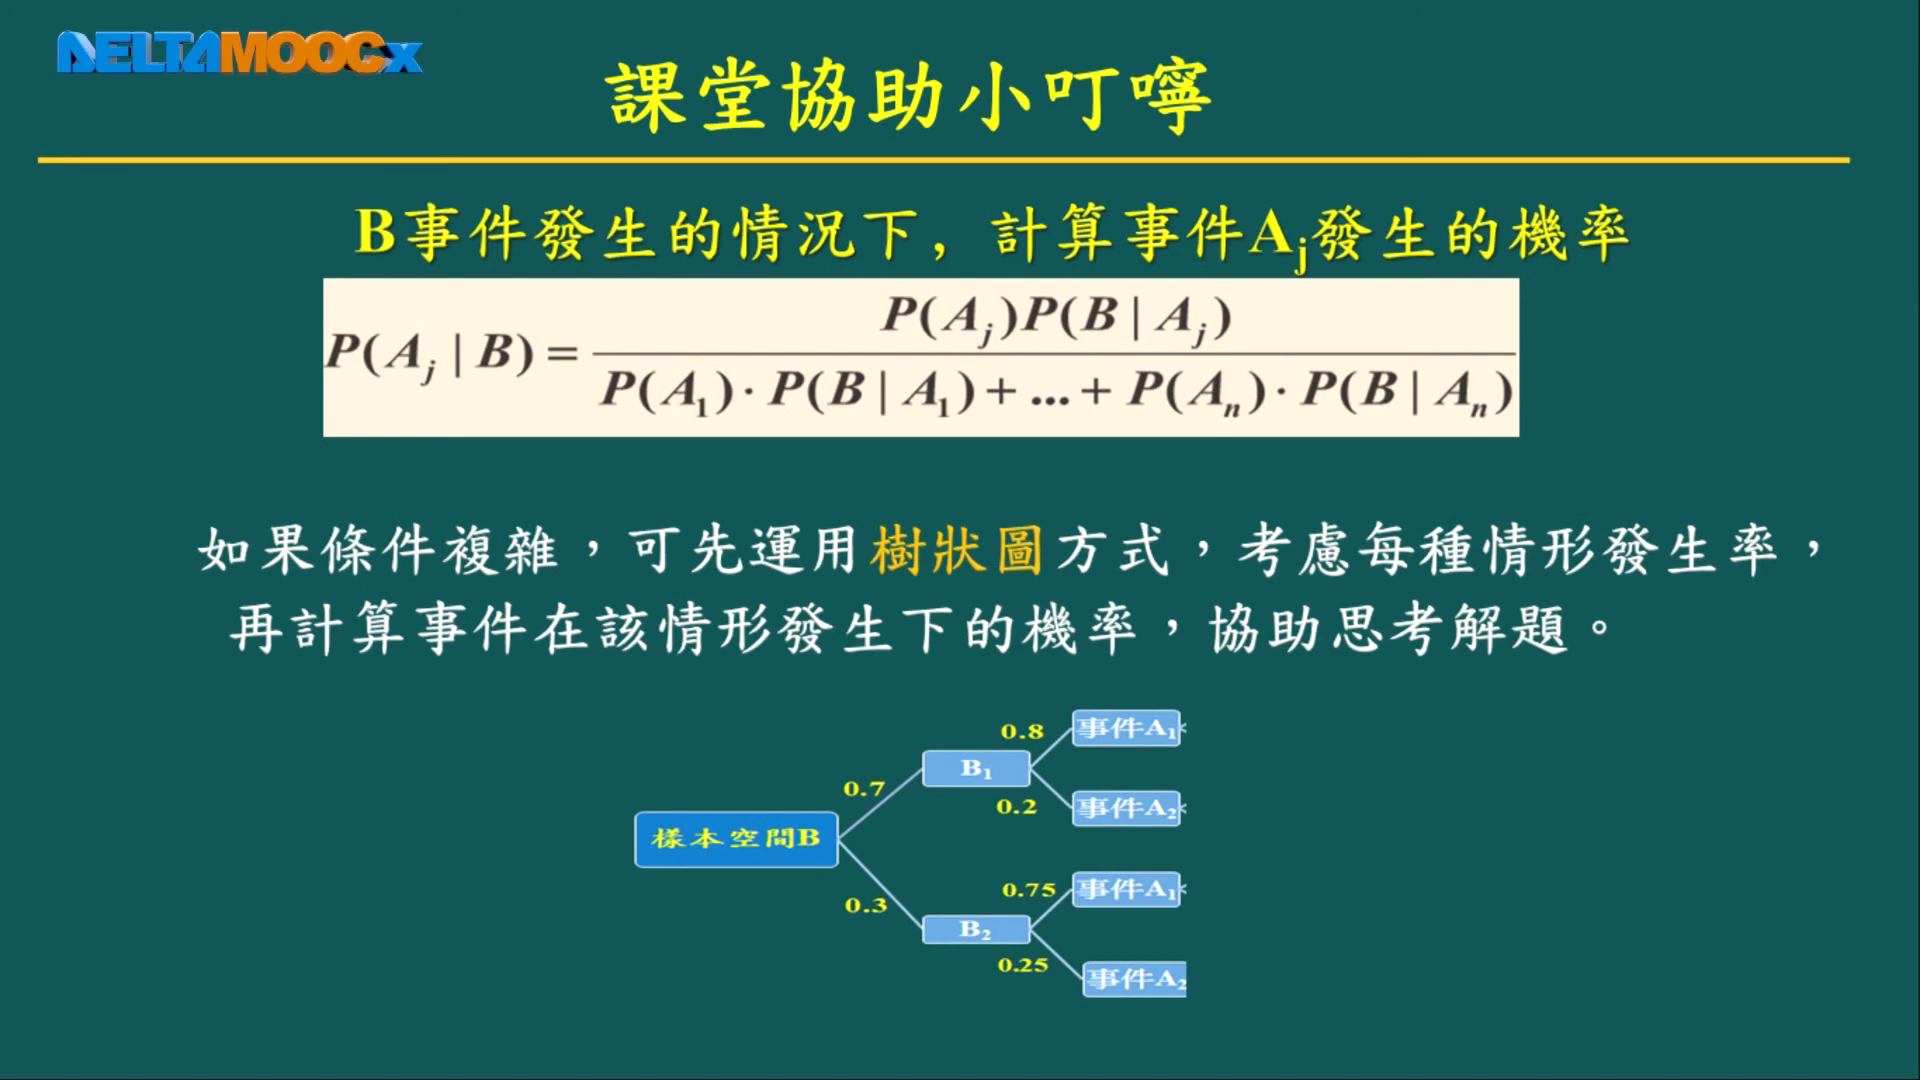 DELTAMOOCx
課堂協助小叮嚀
B事件發生的情況下，計算事件Aj發生的機率
P(Aj | B) = P(Aj)P(B | Aj) / P(A1)·P(B | A1)+...+P(An)·P(B | An)
如果條件複雜，可先運用樹狀圖方式，考慮每種情形發生率，
再計算事件在該情形發生下的機率，協助思考解題。
0.8
事件A1
B1
0.7
0.2
事件A2
樣本空間B
0.75
事件A1
0.3
B2
0.25
事件A2